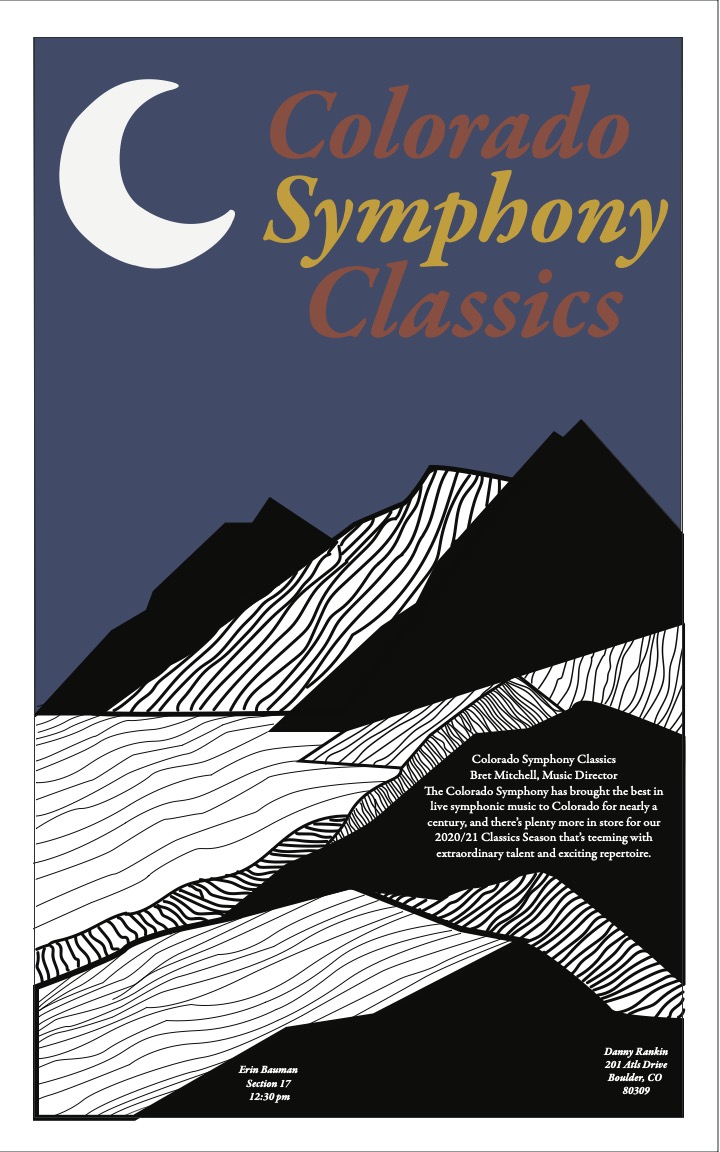 Colorado
Symphony
Classics
Colorado Symphony Classics
Bret Mitchell, Music Director
The Colorado Symphony has brought the best in
live symphonic music to Colorado for nearly a
century, and there's plenty more in store for our
2020/21 Classics Season that's teeming with
extraordinary talent and exciting repertoire.
Erin Bauman
Section 17
12:30 pm
Danny Rankin
201 Atls Drive
Boulder, CO
80309